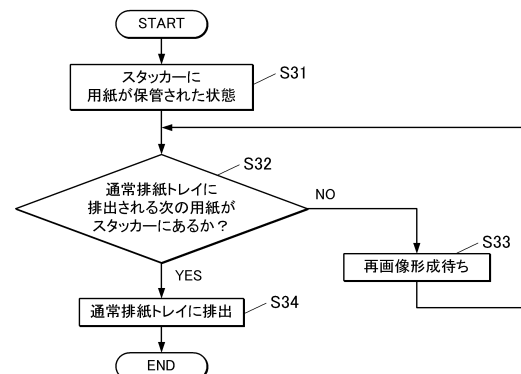 START
スタッカーに
用紙が保管された状態
S31
通常排紙トレイに
排出される次の用紙が
スタッカーにあるか？
S32
NO
再画像形成待ち
S33
YES
通常排紙トレイに排出
S34
END